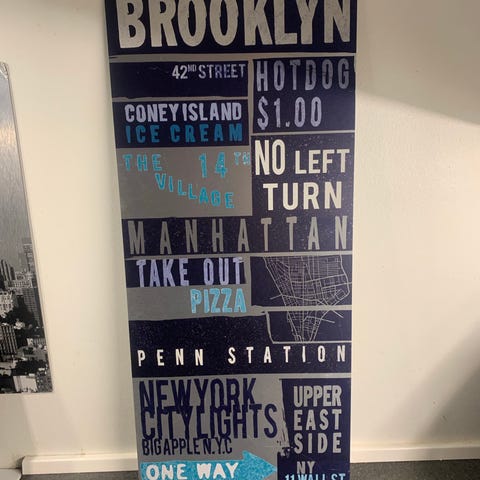 BROOKLYN
42ND STREET
HOTDOG
$1.00
CONEY ISLAND
ICE CREAM
THE 14TH
VILLAGE
NO LEFT
TURN
MANHATTAN
TAKE OUT
PIZZA
PENN STATION
NEWYORK
CITYLIGHTS
BIGAPPLE N.Y.C
UPPER
EAST
SIDE
NY
11 WALL ST
ONE WAY